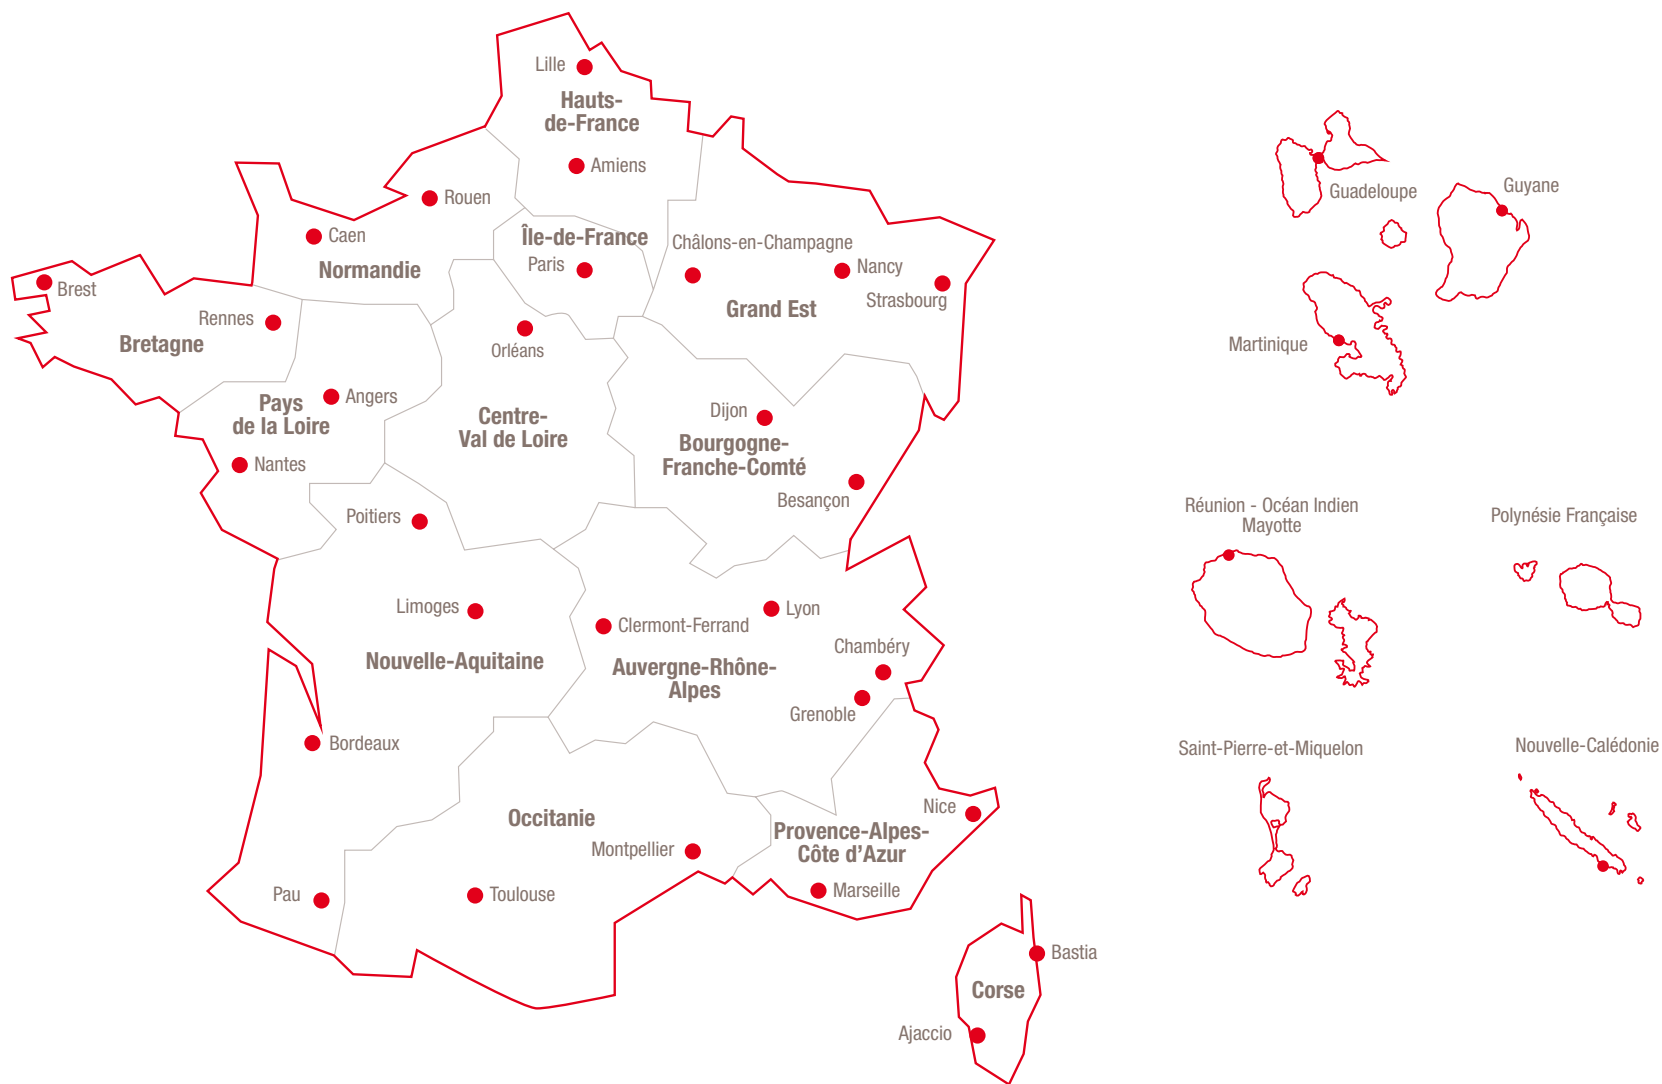 Lille
Hauts-
de-France
Amiens
Rouen
Caen
Normandie
Île-de-France
Paris
Châlons-en-Champagne
Nancy
Strasbourg
Grand Est
Brest
Rennes
Bretagne
Orléans
Angers
Pays
de la Loire
Nantes
Centre-
Val de Loire
Dijon
Bourgogne-
Franche-Comté
Besançon
Poitiers
Limoges
Nouvelle-Aquitaine
Clermont-Ferrand
Lyon
Chambéry
Auvergne-Rhône-
Alpes
Grenoble
Bordeaux
Occitanie
Montpellier
Toulouse
Pau
Nice
Provence-Alpes-
Côte d'Azur
Marseille
Bastia
Corse
Ajaccio
Guadeloupe
Guyane
Martinique
Réunion - Océan Indien
Mayotte
Polynésie Française
Saint-Pierre-et-Miquelon
Nouvelle-Calédonie